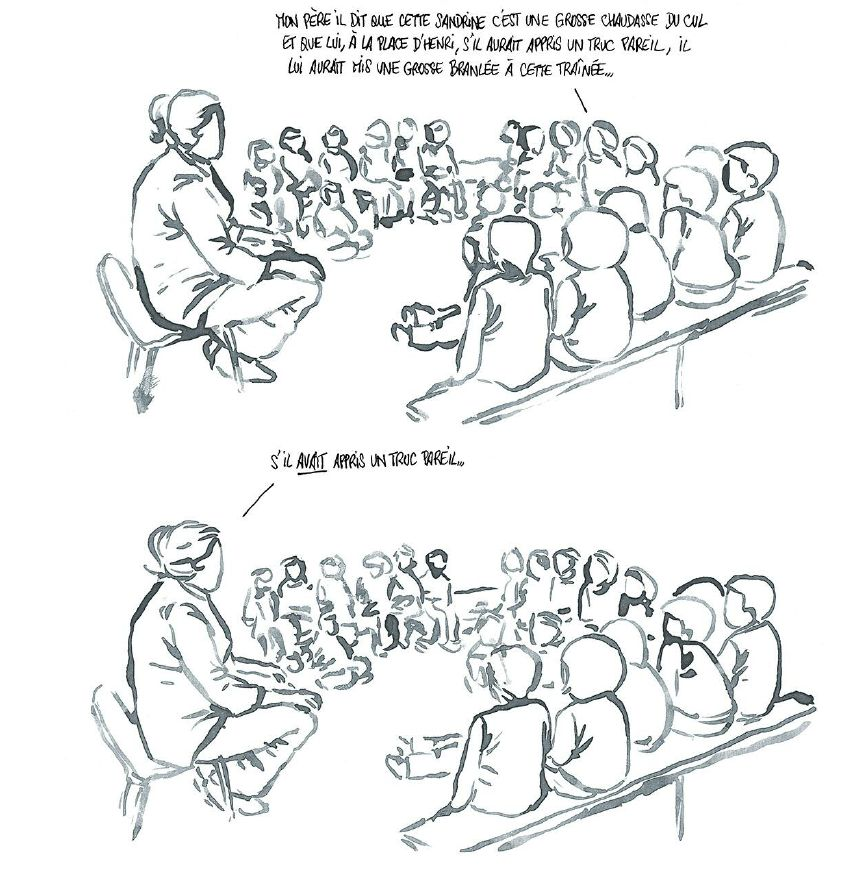 MON PÈRE IL DIT QUE CETTE SANDRINE C'EST UNE GROSSE CHAUDASSE DU CUL
ET QUE LUI, À LA PLACE D'HENRI, S'IL AURAIT APPRIS UN TRUC PAREIL, IL
LUI AURAIT MIS UNE GROSSE BRANLÉE À CETTE TRAÎNÉE...
S'IL AVAIT APPRIS UN TRUC PAREIL...